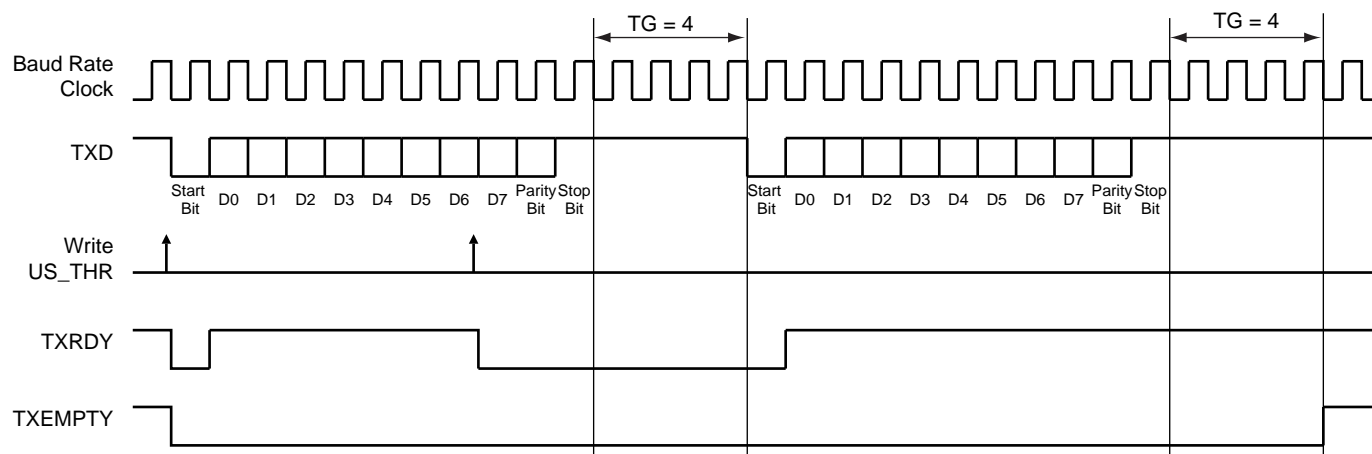 TG = 4
TG = 4
Baud Rate
Clock
TXD
Start
Bit
D0
D1
D2
D3
D4
D5
D6
D7
Parity
Bit
Stop
Bit
Start
Bit
D0
D1
D2
D3
D4
D5
D6
D7
Parity
Bit
Stop
Bit
Write
US_THR
TXRDY
TXEMPTY